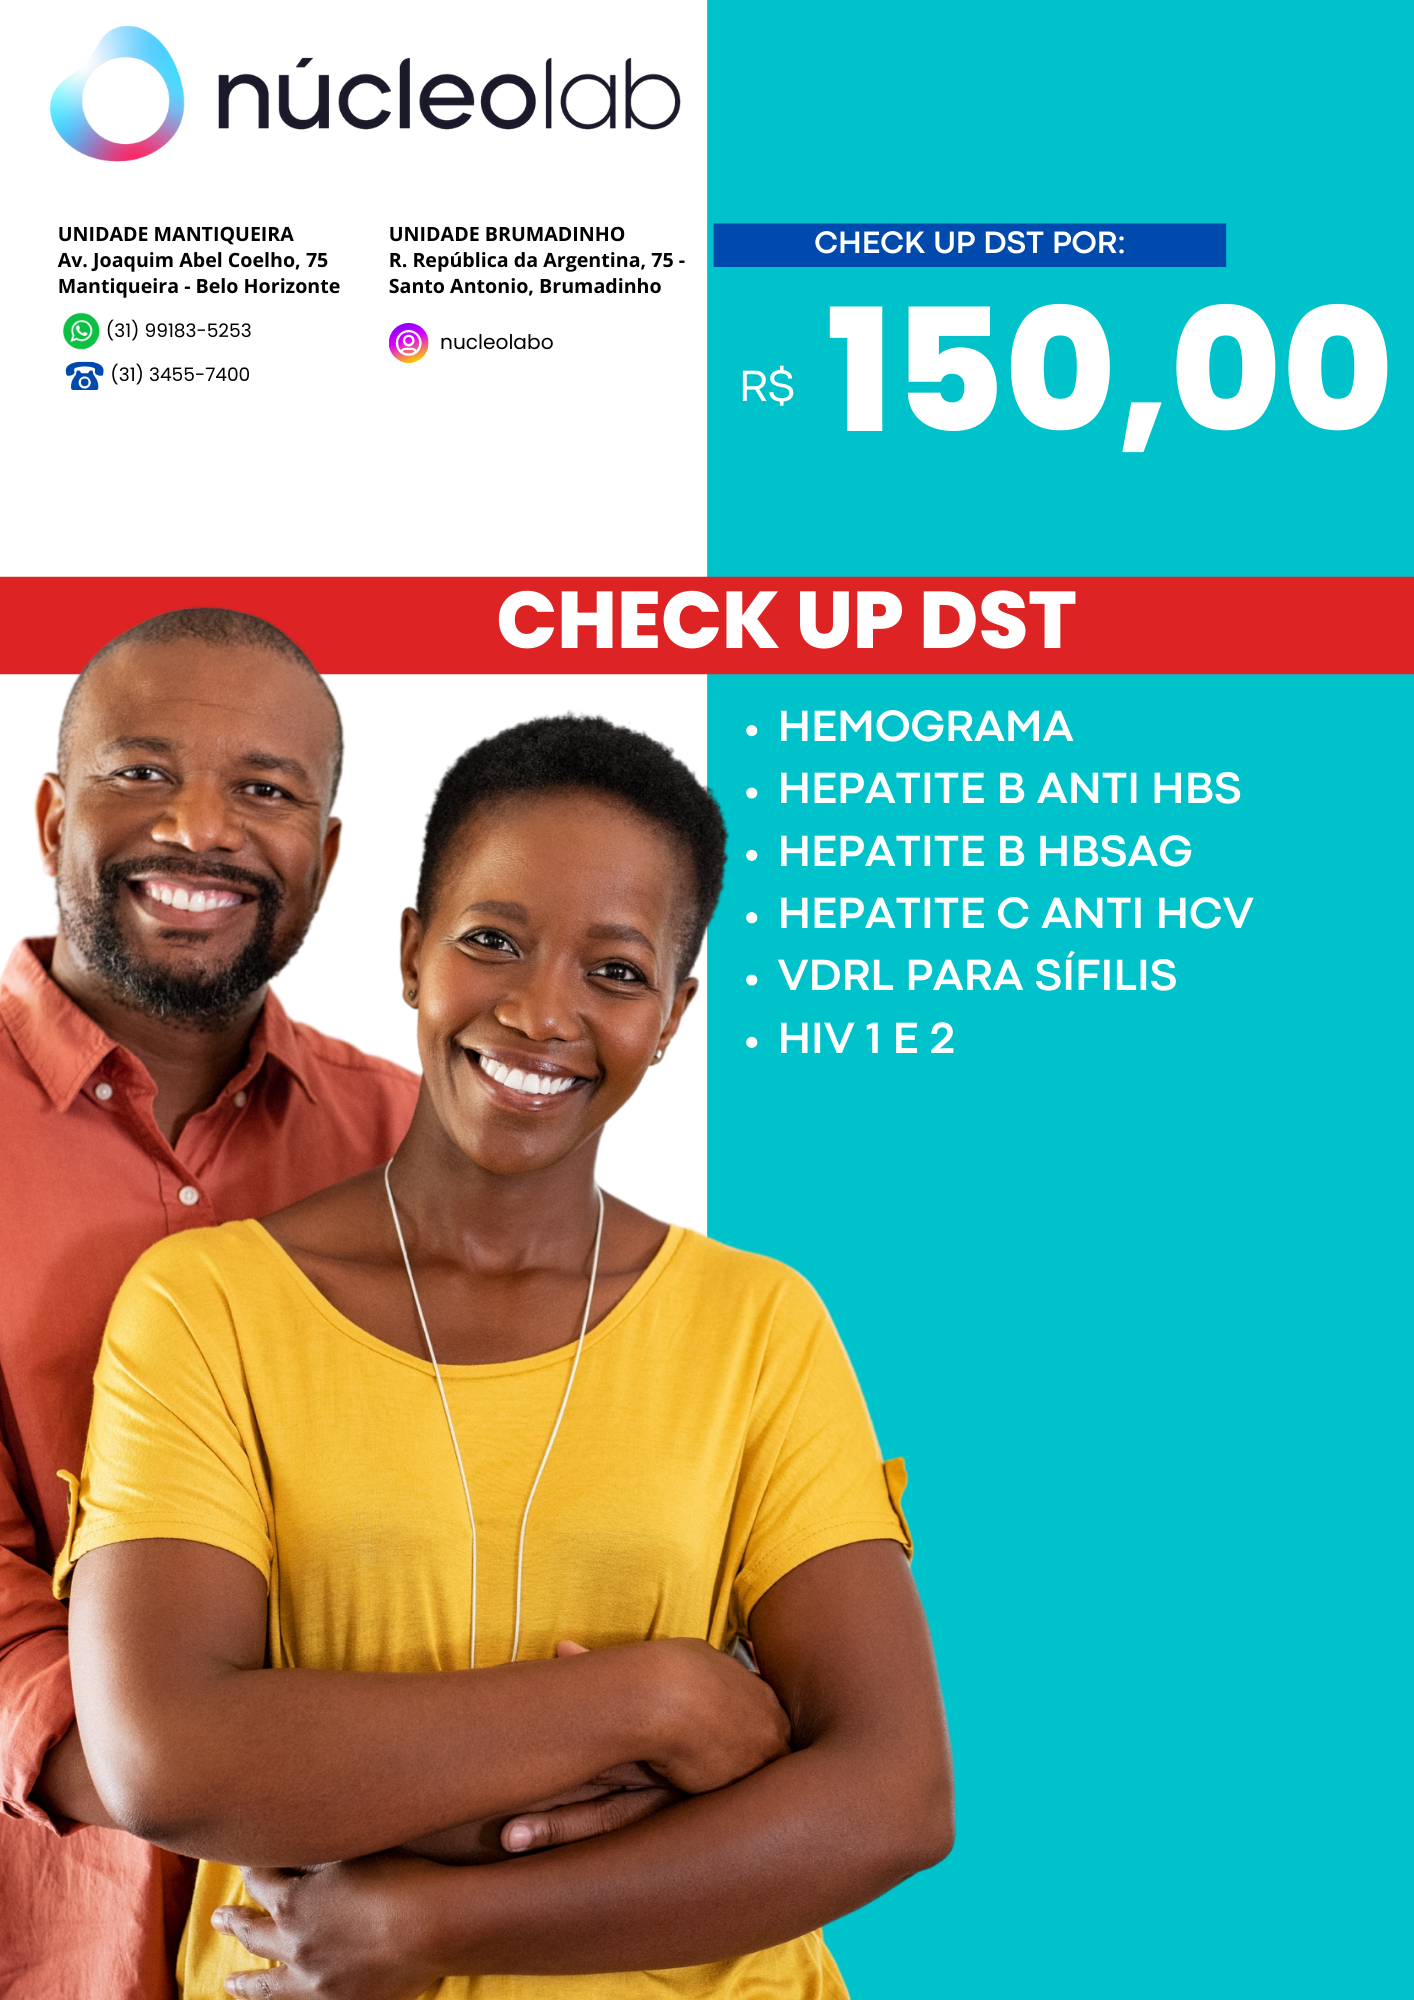 núcleolab
UNIDADE MANTIQUEIRA
Av. Joaquim Abel Coelho, 75
Mantiqueira - Belo Horizonte
(31) 99183-5253
(31) 3455-7400
UNIDADE BRUMADINHO
R. República da Argentina, 75 -
Santo Antonio, Brumadinho
nucleolabo
CHECK UP DST POR:
R$ 150,00
CHECK UP DST
• HEMOGRAMA
• HEPATITE B ANTI HBS
• HEPATITE B HBSAG
• HEPATITE C ANTI HCV
• VDRL PARA SÍFILIS
• HIV 1 E 2